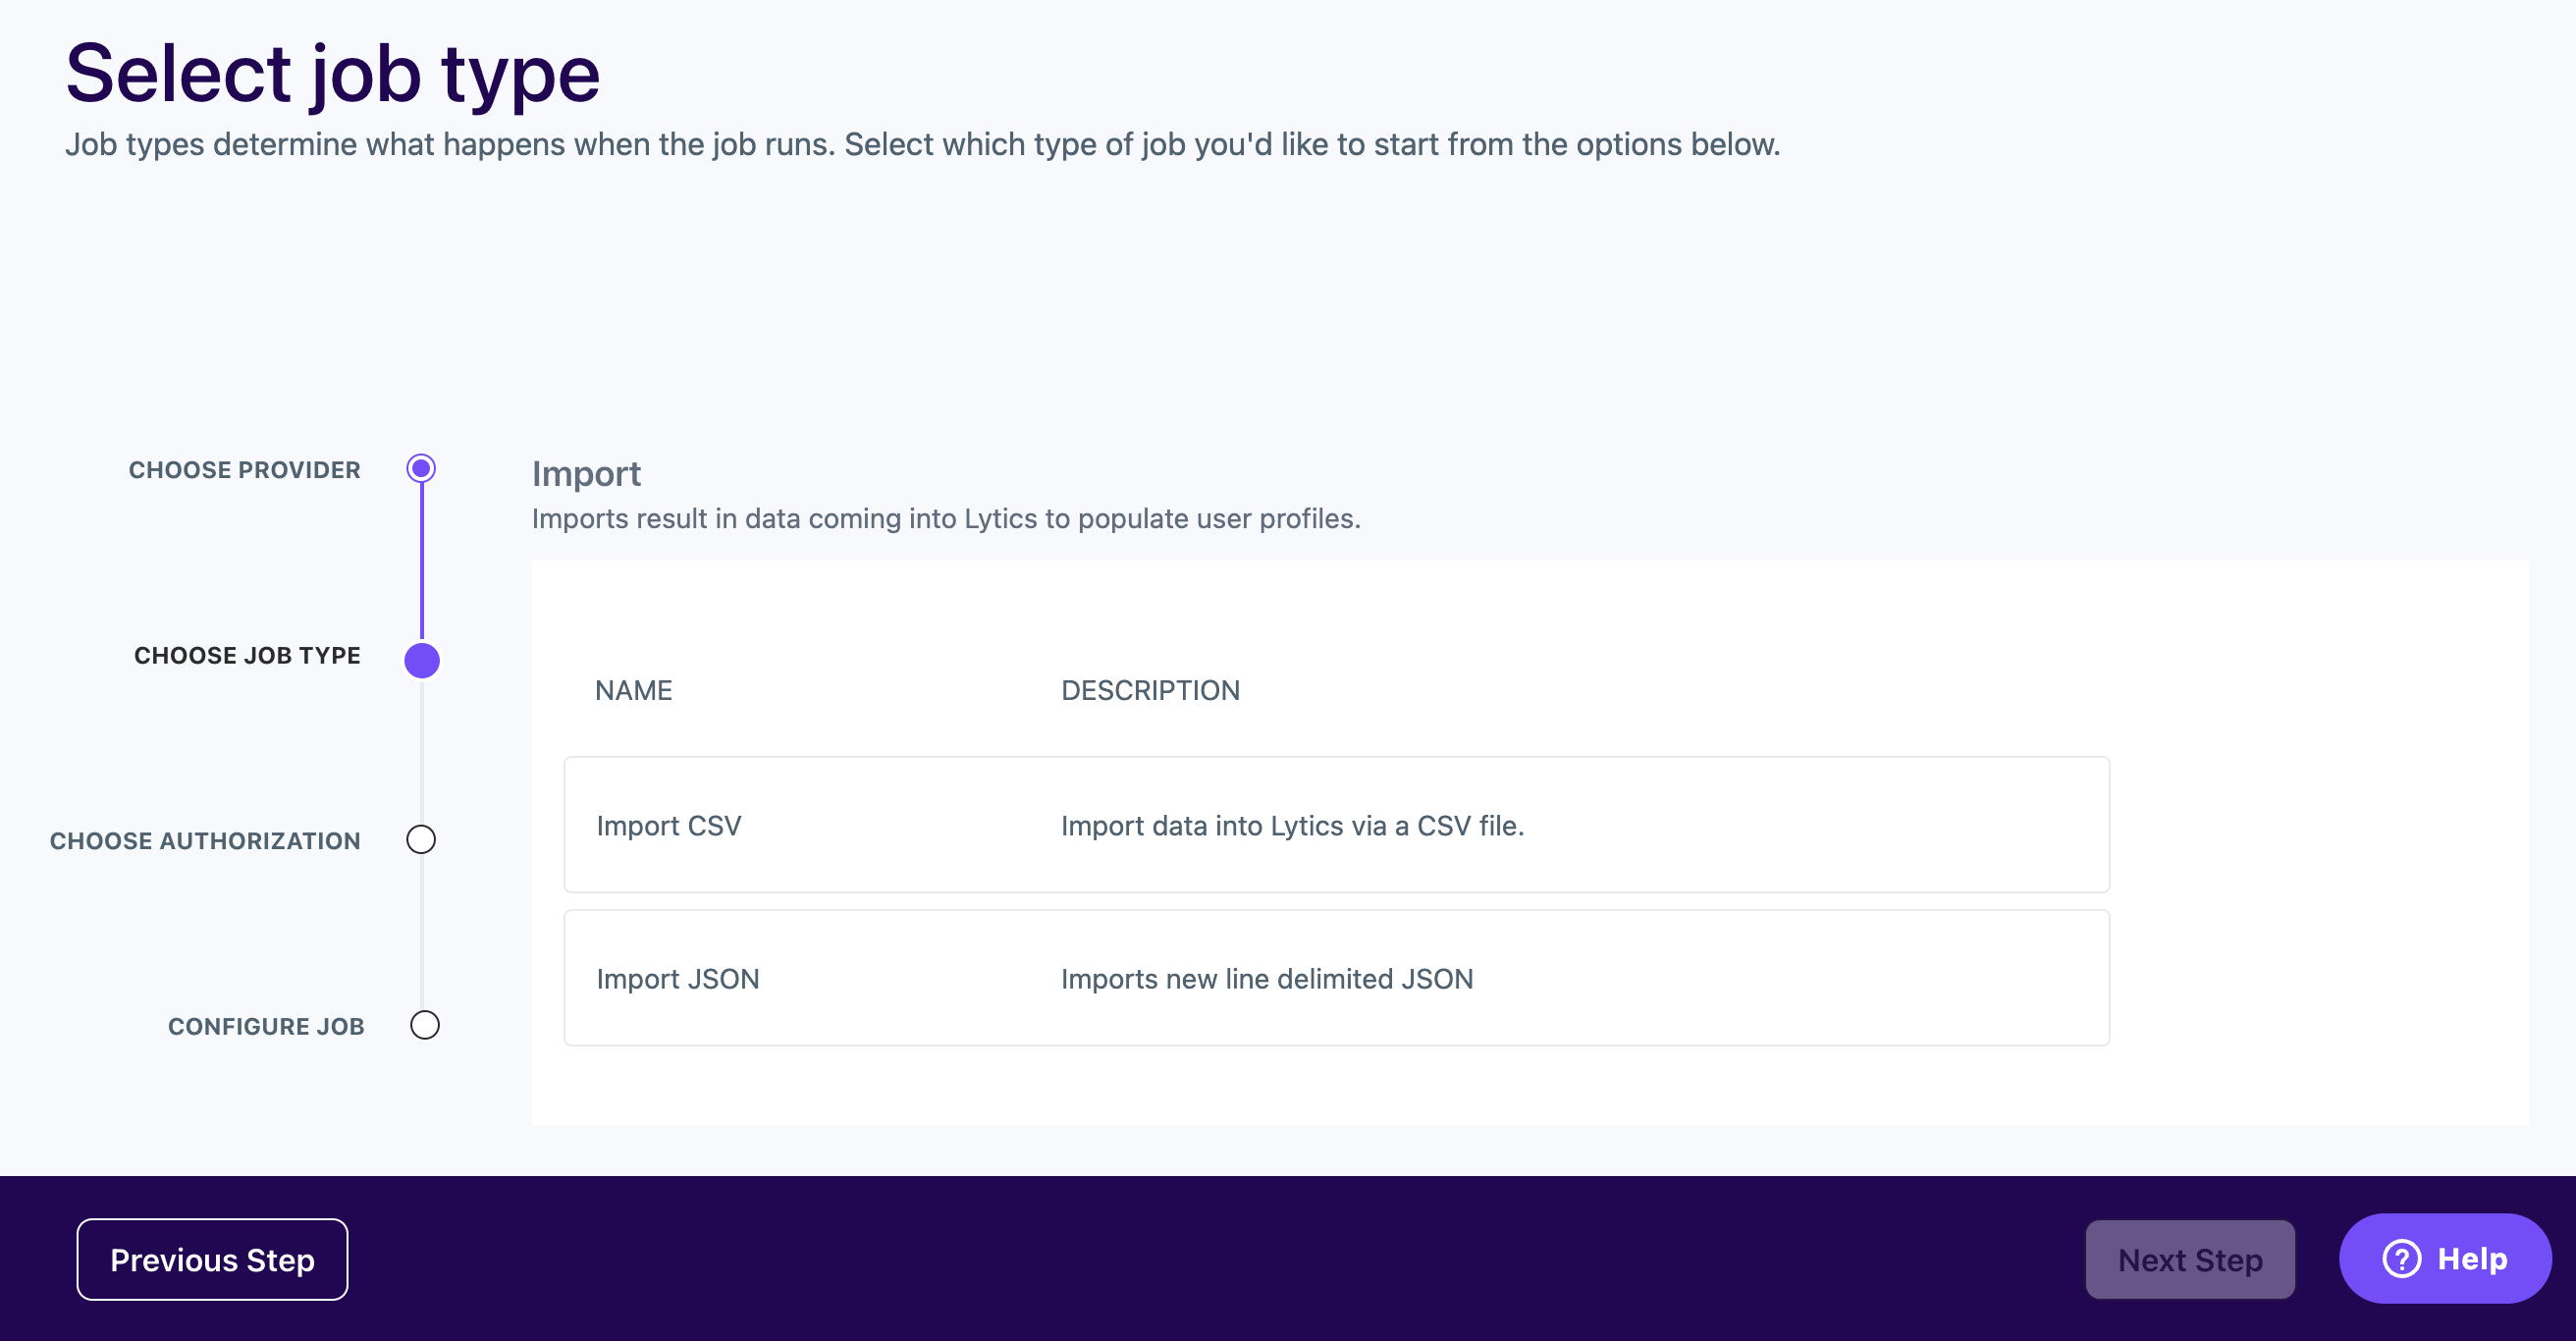 Select job type
Job types determine what happens when the job runs. Select which type of job you'd like to start from the options below.
CHOOSE PROVIDER
CHOOSE JOB TYPE
CHOOSE AUTHORIZATION
CONFIGURE JOB
Import
Imports result in data coming into Lytics to populate user profiles.
NAME DESCRIPTION
Import CSV Import data into Lytics via a CSV file.
Import JSON Imports new line delimited JSON
Previous Step
Next Step
? Help